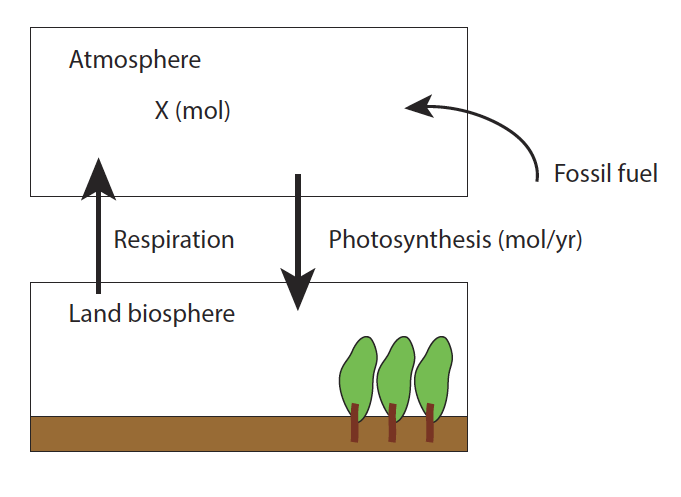 Atmosphere
X (mol)
Fossil fuel
Respiration
Photosynthesis (mol/yr)
Land biosphere